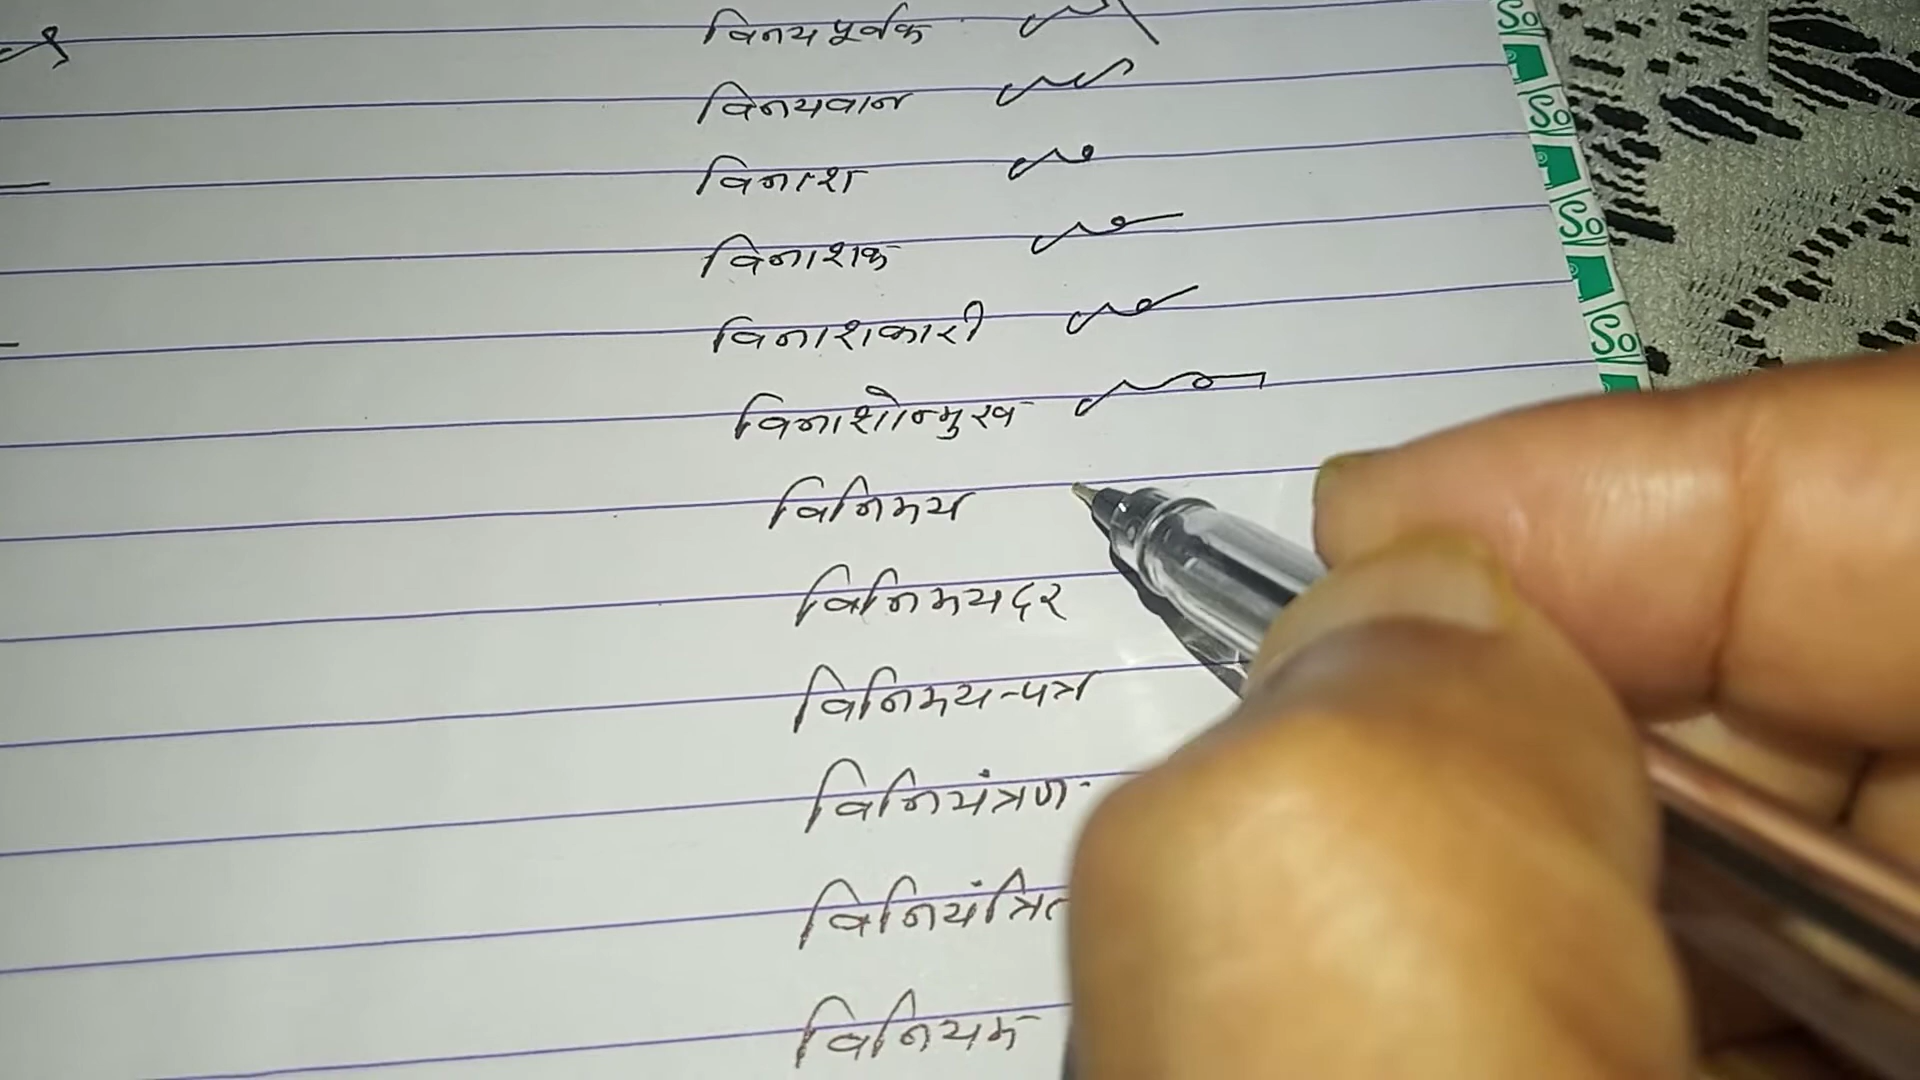 विनयपूर्वक
विनयवान
विनाश
विनाशक
विनाशकारी
विनाशोन्मुख
विनिमय
विनिमयदर
विनिमय-पत्र
विनियंत्रण
विनियंत्रित
विनियम